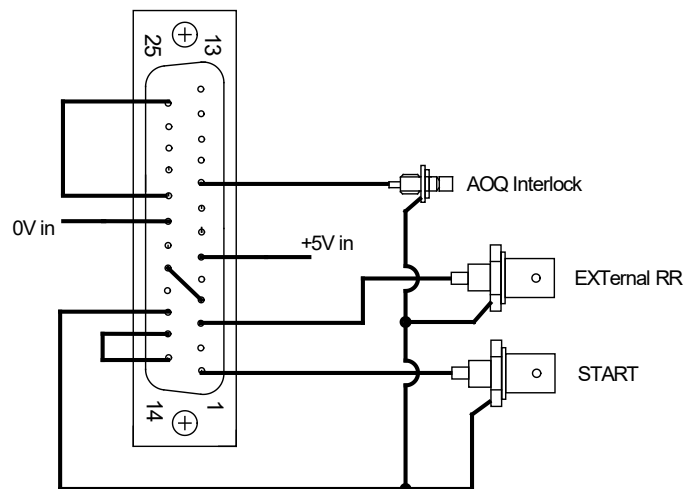 25 13
AOQ Interlock
0V in
+5V in
EXTernal RR
START
14 1